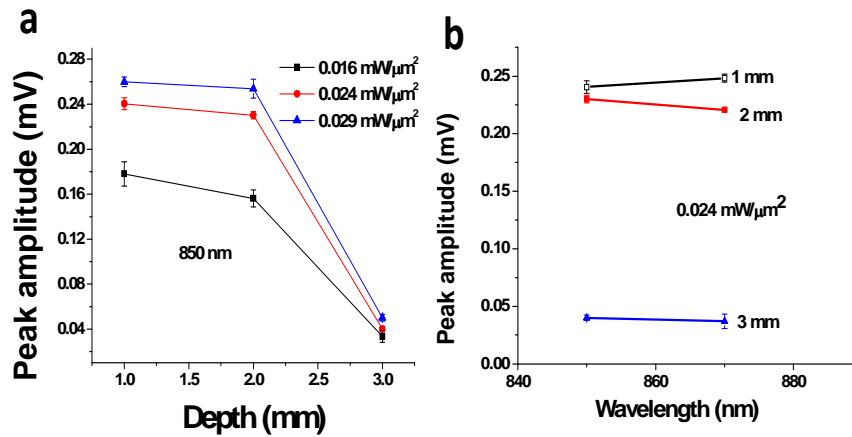 a
Peak amplitude (mV)
0.28
0.24
0.20
0.16
0.12
0.08
0.04
1.0 1.5 2.0 2.5 3.0
Depth (mm)
0.016 mW/μm²
0.024 mW/μm²
0.029 mW/μm²
850 nm
b
Peak amplitude (mV)
0.25
0.20
0.15
0.10
0.05
0.00
840 860 880
Wavelength (nm)
1 mm
2 mm
0.024 mW/μm²
3 mm